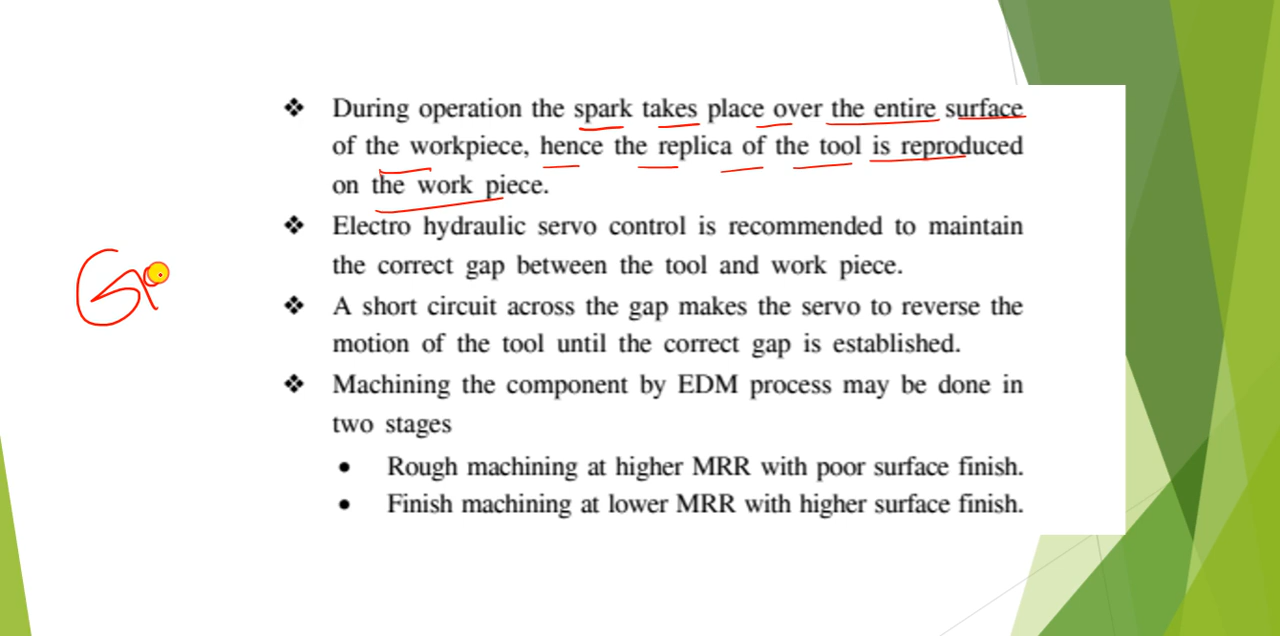 ❖ During operation the spark takes place over the entire surface
of the workpiece, hence the replica of the tool is reproduced
on the work piece.
❖ Electro hydraulic servo control is recommended to maintain
the correct gap between the tool and work piece.
❖ A short circuit across the gap makes the servo to reverse the
motion of the tool until the correct gap is established.
❖ Machining the component by EDM process may be done in
two stages
• Rough machining at higher MRR with poor surface finish.
• Finish machining at lower MRR with higher surface finish.